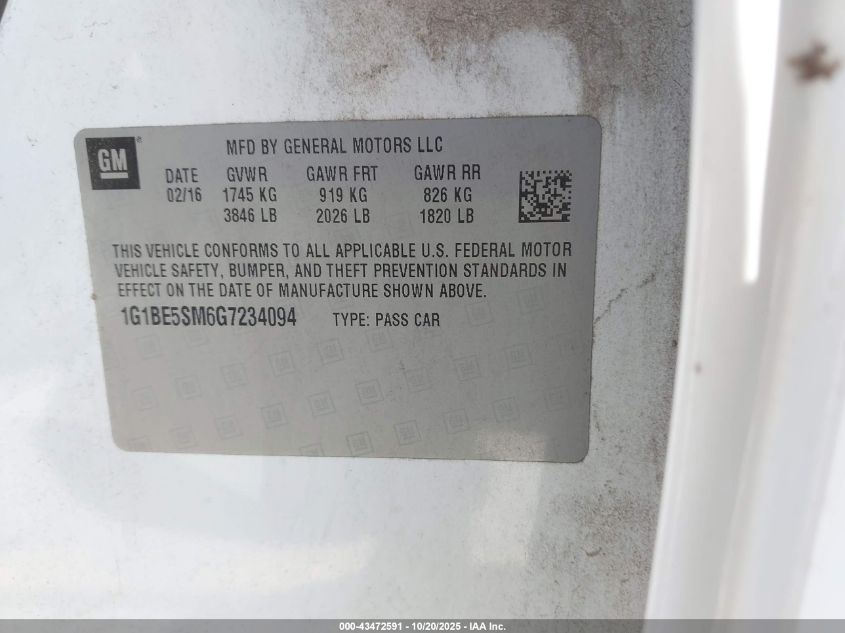 GM ®
MFD BY GENERAL MOTORS LLC
DATE GVWR GAWR FRT GAWR RR
02/16 1745 KG 919 KG 826 KG
3846 LB 2026 LB 1820 LB
THIS VEHICLE CONFORMS TO ALL APPLICABLE U.S. FEDERAL MOTOR
VEHICLE SAFETY, BUMPER, AND THEFT PREVENTION STANDARDS IN
EFFECT ON THE DATE OF MANUFACTURE SHOWN ABOVE.
1G1BE5SM6G7234094 TYPE: PASS CAR
000-43472591 - 10/20/2025 - IAA Inc.